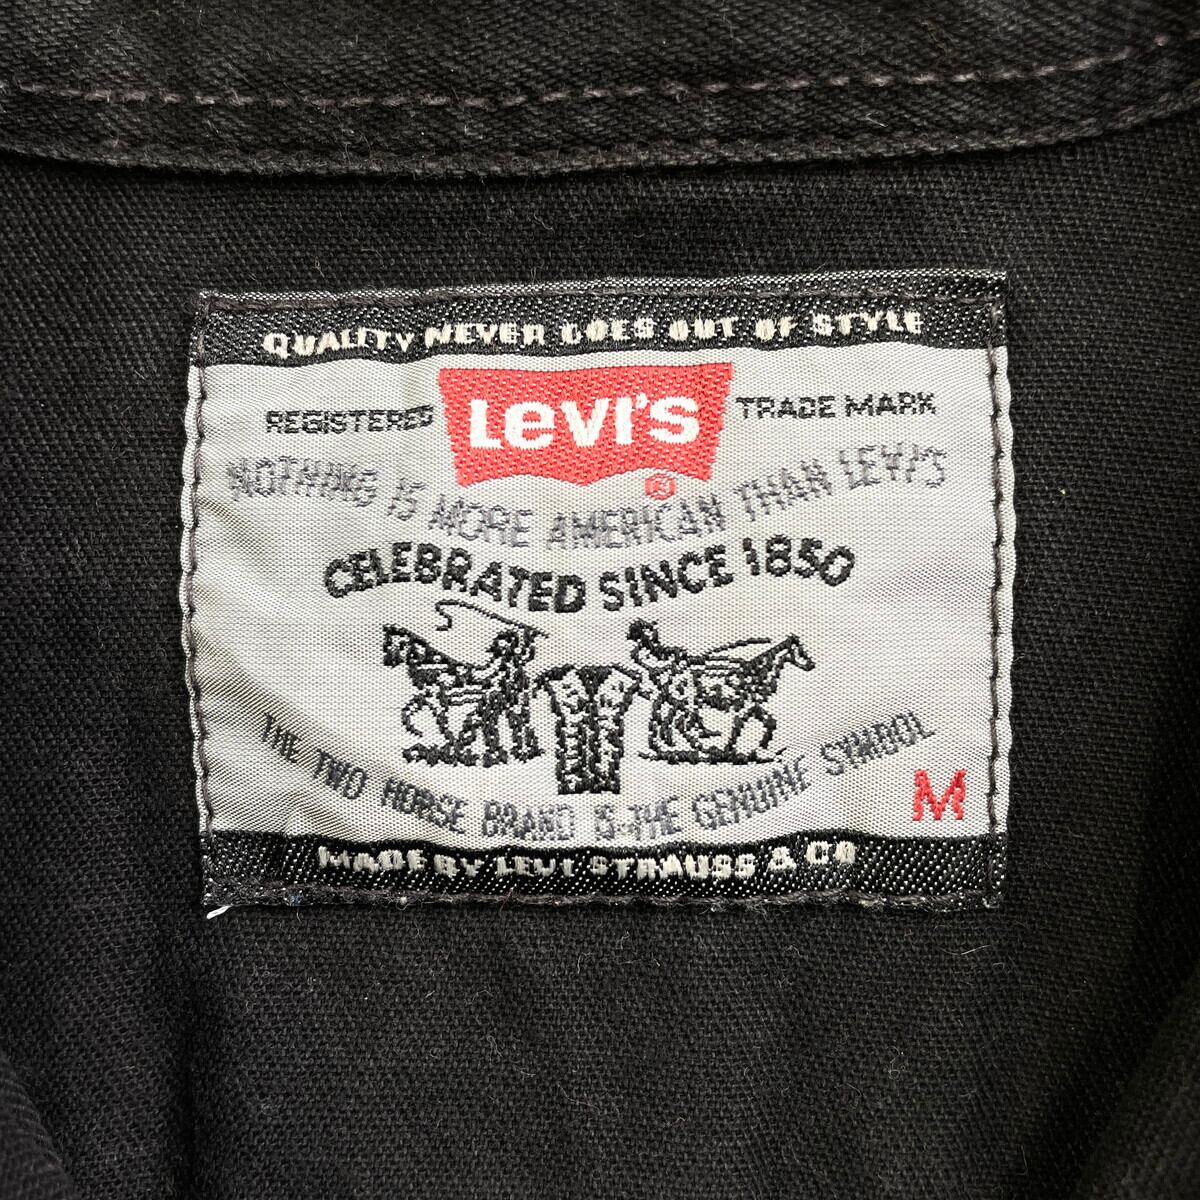 QUALITY NEVER GOES OUT OF STYLE
REGISTERED LEVI'S TRADE MARK
®
NOTHING IS MORE AMERICAN THAN LEVI'S
CELEBRATED SINCE 1850
THE TWO HORSE BRAND IS THE GENUINE SYMBOL
M
MADE BY LEVI STRAUSS & CO